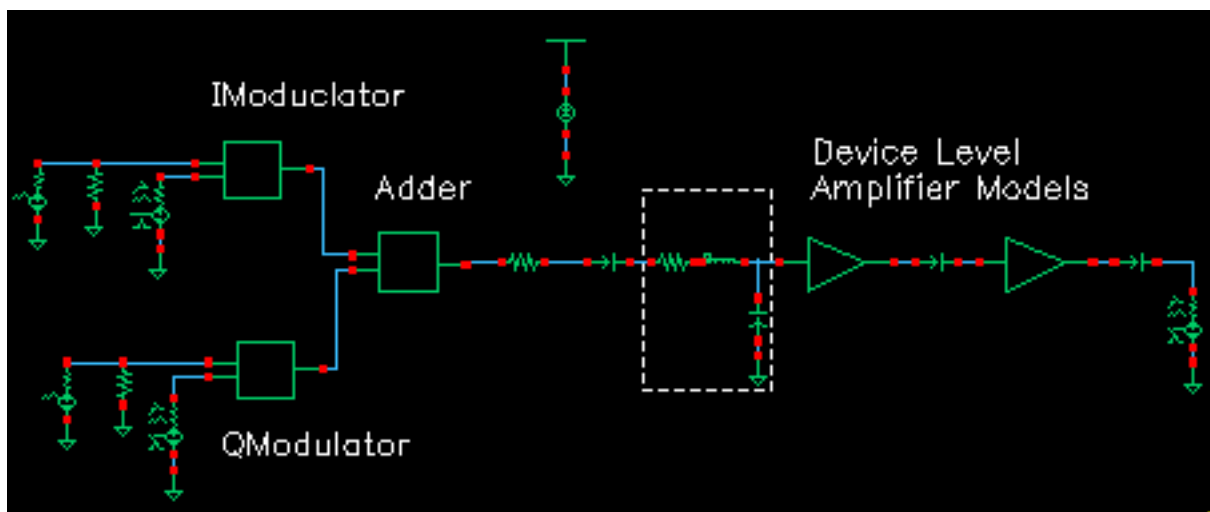 IModuclator
Adder
Device Level
Amplifier Models
QModulator